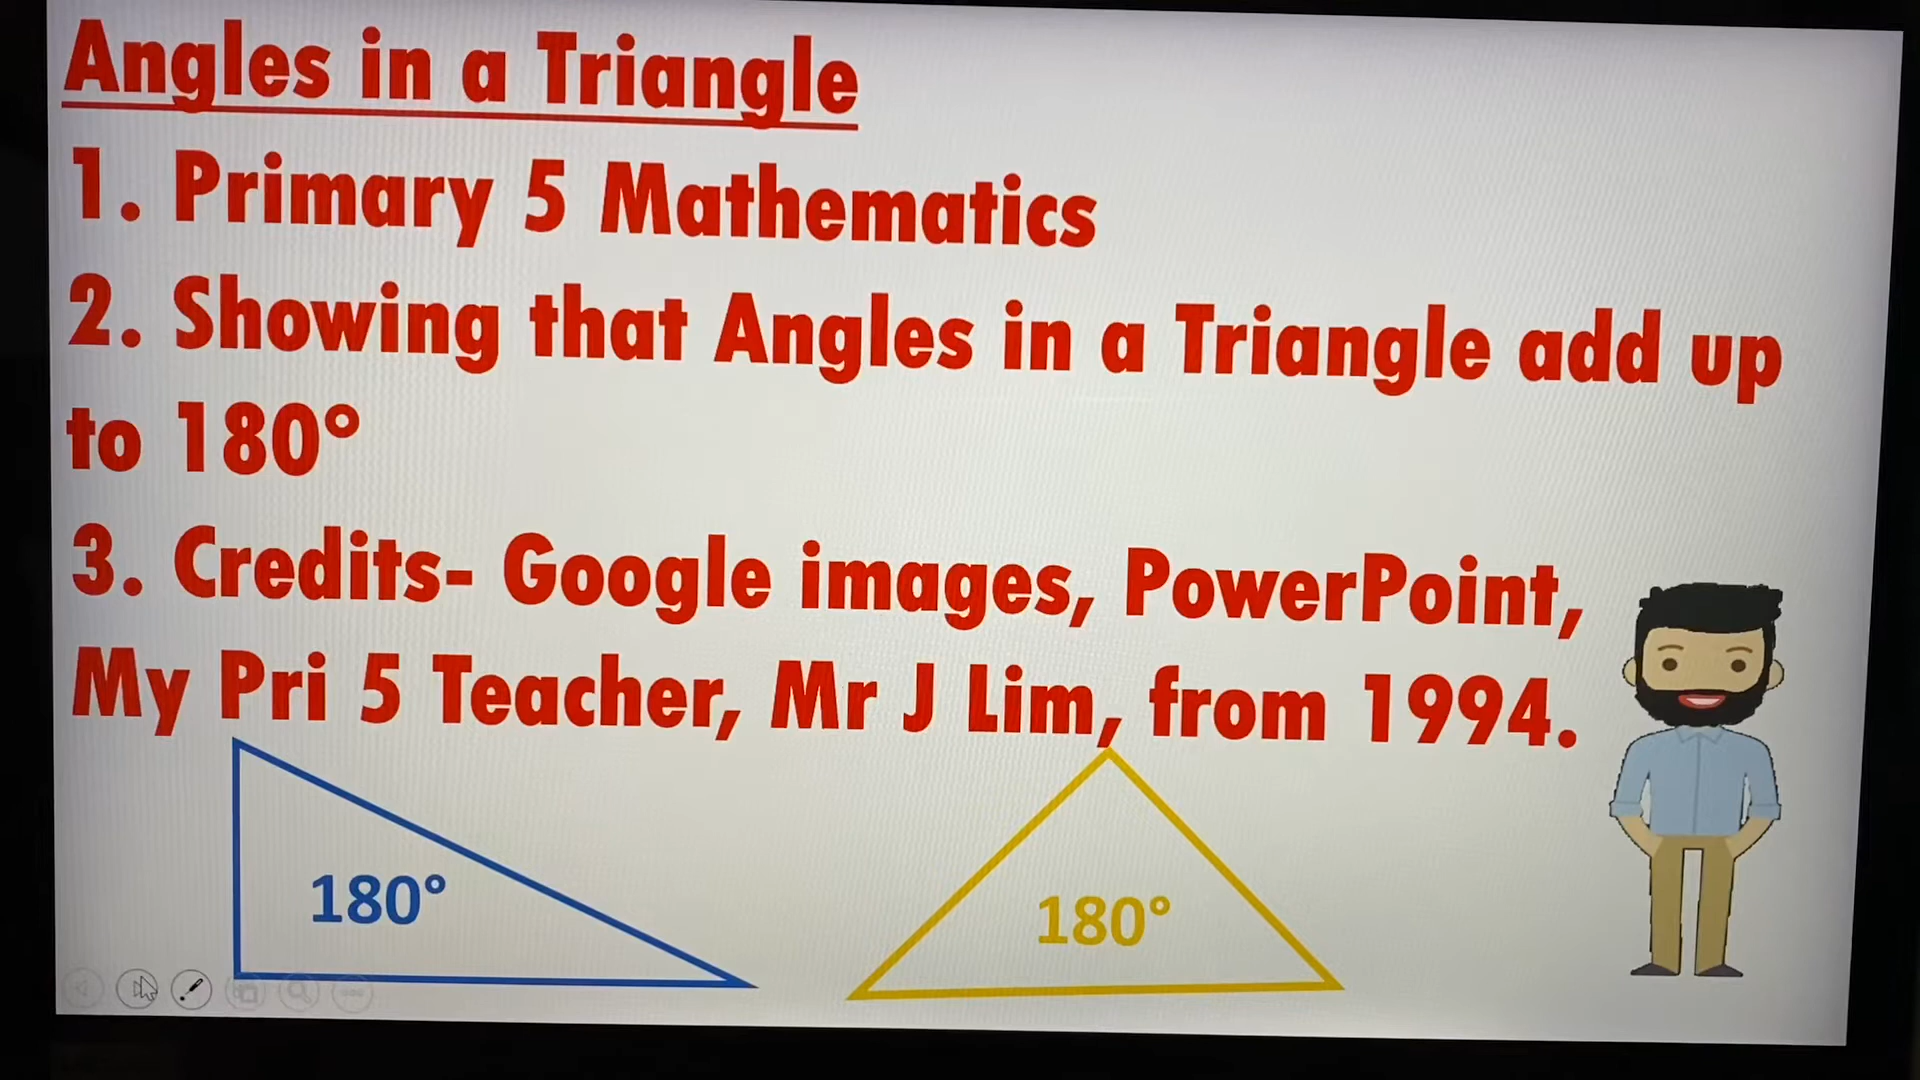 Angles in a Triangle
1. Primary 5 Mathematics
2. Showing that Angles in a Triangle add up
to 180°
3. Credits- Google images, PowerPoint,
My Pri 5 Teacher, Mr J Lim, from 1994.
180°
180°